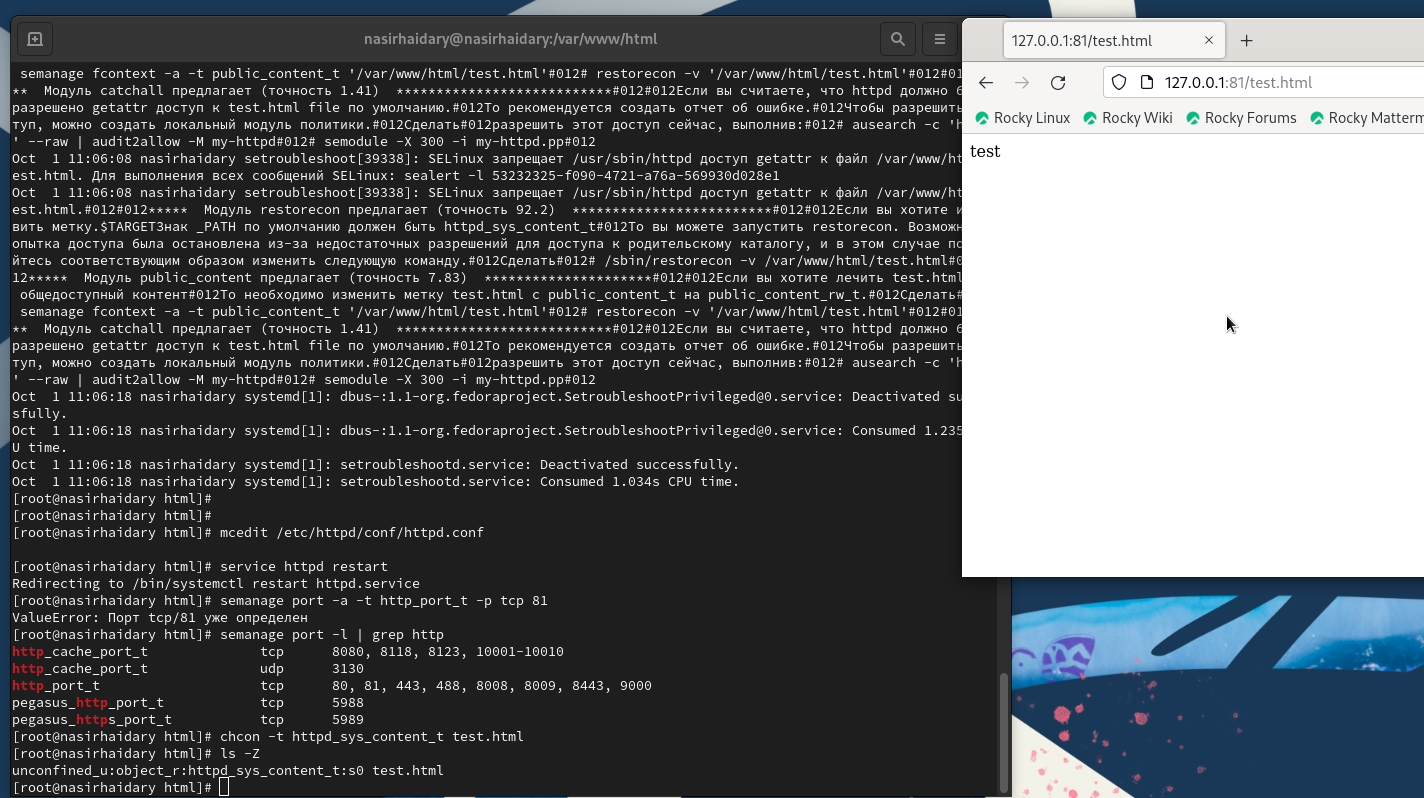 nasirhaidary@nasirhaidary:/var/www/html
semanage fcontext -a -t public_content_t '/var/www/html/test.html'#012# restorecon -v '/var/www/html/test.html'#012#01
** Модуль catchall предлагает (точность 1.41) ***************************#012#012Если вы считаете, что httpd должно б
разрешено getattr доступ к test.html file по умолчанию.#012То рекомендуется создать отчет об ошибке.#012Чтобы разрешить
туп, можно создать локальный модуль политики.#012Сделать#012разрешить этот доступ сейчас, выполнив:#012# ausearch -c 'h
' --raw | audit2allow -M my-httpd#012# semodule -X 300 -i my-httpd.pp#012
Oct  1 11:06:08 nasirhaidary setroubleshoot[39338]: SELinux запрещает /usr/sbin/httpd доступ getattr к файл /var/www/ht
est.html. Для выполнения всех сообщений SELinux: sealert -l 53232325-f090-4721-a76a-569930d028e1
Oct  1 11:06:08 nasirhaidary setroubleshoot[39338]: SELinux запрещает /usr/sbin/httpd доступ getattr к файл /var/www/ht
est.html.#012#012*****  Модуль restorecon предлагает (точность 92.2)  *************************#012#012Если вы хотите и
вить метку.$TARGETЗнак _PATH по умолчанию должен быть httpd_sys_content_t#012То вы можете запустить restorecon. Возможн
опытка доступа была остановлена из-за недостаточных разрешений для доступа к родительскому каталогу, и в этом случае по
йтесь соответствующим образом изменить следующую команду.#012Сделать#012# /sbin/restorecon -v /var/www/html/test.html#0
12*****  Модуль public_content предлагает (точность 7.83)  *********************#012#012Если вы хотите лечить test.html
общедоступный контент#012То необходимо изменить метку test.html с public_content_t на public_content_rw_t.#012Сделать#
semanage fcontext -a -t public_content_t '/var/www/html/test.html'#012# restorecon -v '/var/www/html/test.html'#012#01
**  Модуль catchall предлагает (точность 1.41)  ***************************#012#012Если вы считаете, что httpd должно б
разрешено getattr доступ к test.html file по умолчанию.#012То рекомендуется создать отчет об ошибке.#012Чтобы разрешить
туп, можно создать локальный модуль политики.#012Сделать#012разрешить этот доступ сейчас, выполнив:#012# ausearch -c 'h
' --raw | audit2allow -M my-httpd#012# semodule -X 300 -i my-httpd.pp#012
Oct  1 11:06:18 nasirhaidary systemd[1]: dbus-:1.1-org.fedoraproject.SetroubleshootPrivileged@0.service: Deactivated su
sfully.
Oct  1 11:06:18 nasirhaidary systemd[1]: dbus-:1.1-org.fedoraproject.SetroubleshootPrivileged@0.service: Consumed 1.235
U time.
Oct  1 11:06:18 nasirhaidary systemd[1]: setroubleshootd.service: Deactivated successfully.
Oct  1 11:06:18 nasirhaidary systemd[1]: setroubleshootd.service: Consumed 1.034s CPU time.
[root@nasirhaidary html]#
[root@nasirhaidary html]#
[root@nasirhaidary html]# mcedit /etc/httpd/conf/httpd.conf
[root@nasirhaidary html]# service httpd restart
Redirecting to /bin/systemctl restart httpd.service
[root@nasirhaidary html]# semanage port -a -t http_port_t -p tcp 81
ValueError: Порт tcp/81 уже определен
[root@nasirhaidary html]# semanage port -l | grep http
http_cache_port_t              tcp      8080, 8118, 8123, 10001-10010
http_cache_port_t              udp      3130
http_port_t                    tcp      80, 81, 443, 488, 8008, 8009, 8443, 9000
pegasus_http_port_t            tcp      5988
pegasus_https_port_t           tcp      5989
[root@nasirhaidary html]# chcon -t httpd_sys_content_t test.html
[root@nasirhaidary html]# ls -Z
unconfined_u:object_r:httpd_sys_content_t:s0 test.html
[root@nasirhaidary html]#
127.0.0.1:81/test.html
127.0.0.1:81/test.html
Rocky Linux Rocky Wiki Rocky Forums Rocky Matterm
test